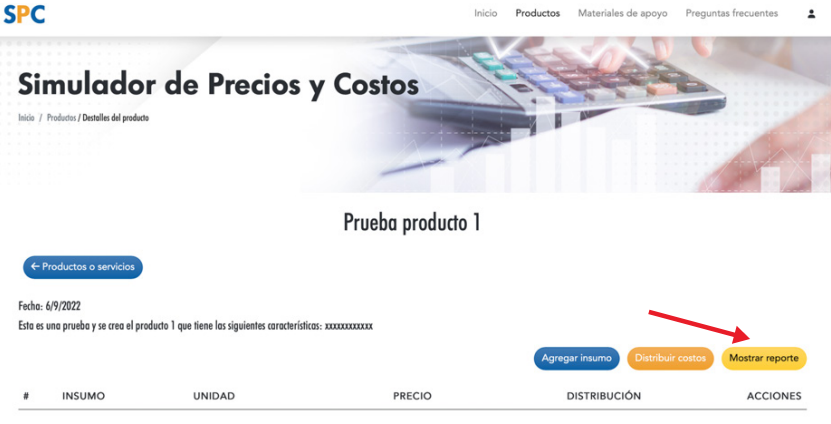 SPC
Inicio Productos Materiales de apoyo Preguntas frecuentes
Simulador de Precios y Costos
Inicio / Productos / Destalles del producto
Prueba producto 1
← Productos o servicios
Fecha: 6/9/2022
Esta es una prueba y se crea el producto 1 que tiene las siguientes características: xxxxxxxxxxxx
Agregar insumo Distribuir costos Mostrar reporte
# INSUMO UNIDAD PRECIO DISTRIBUCIÓN ACCIONES